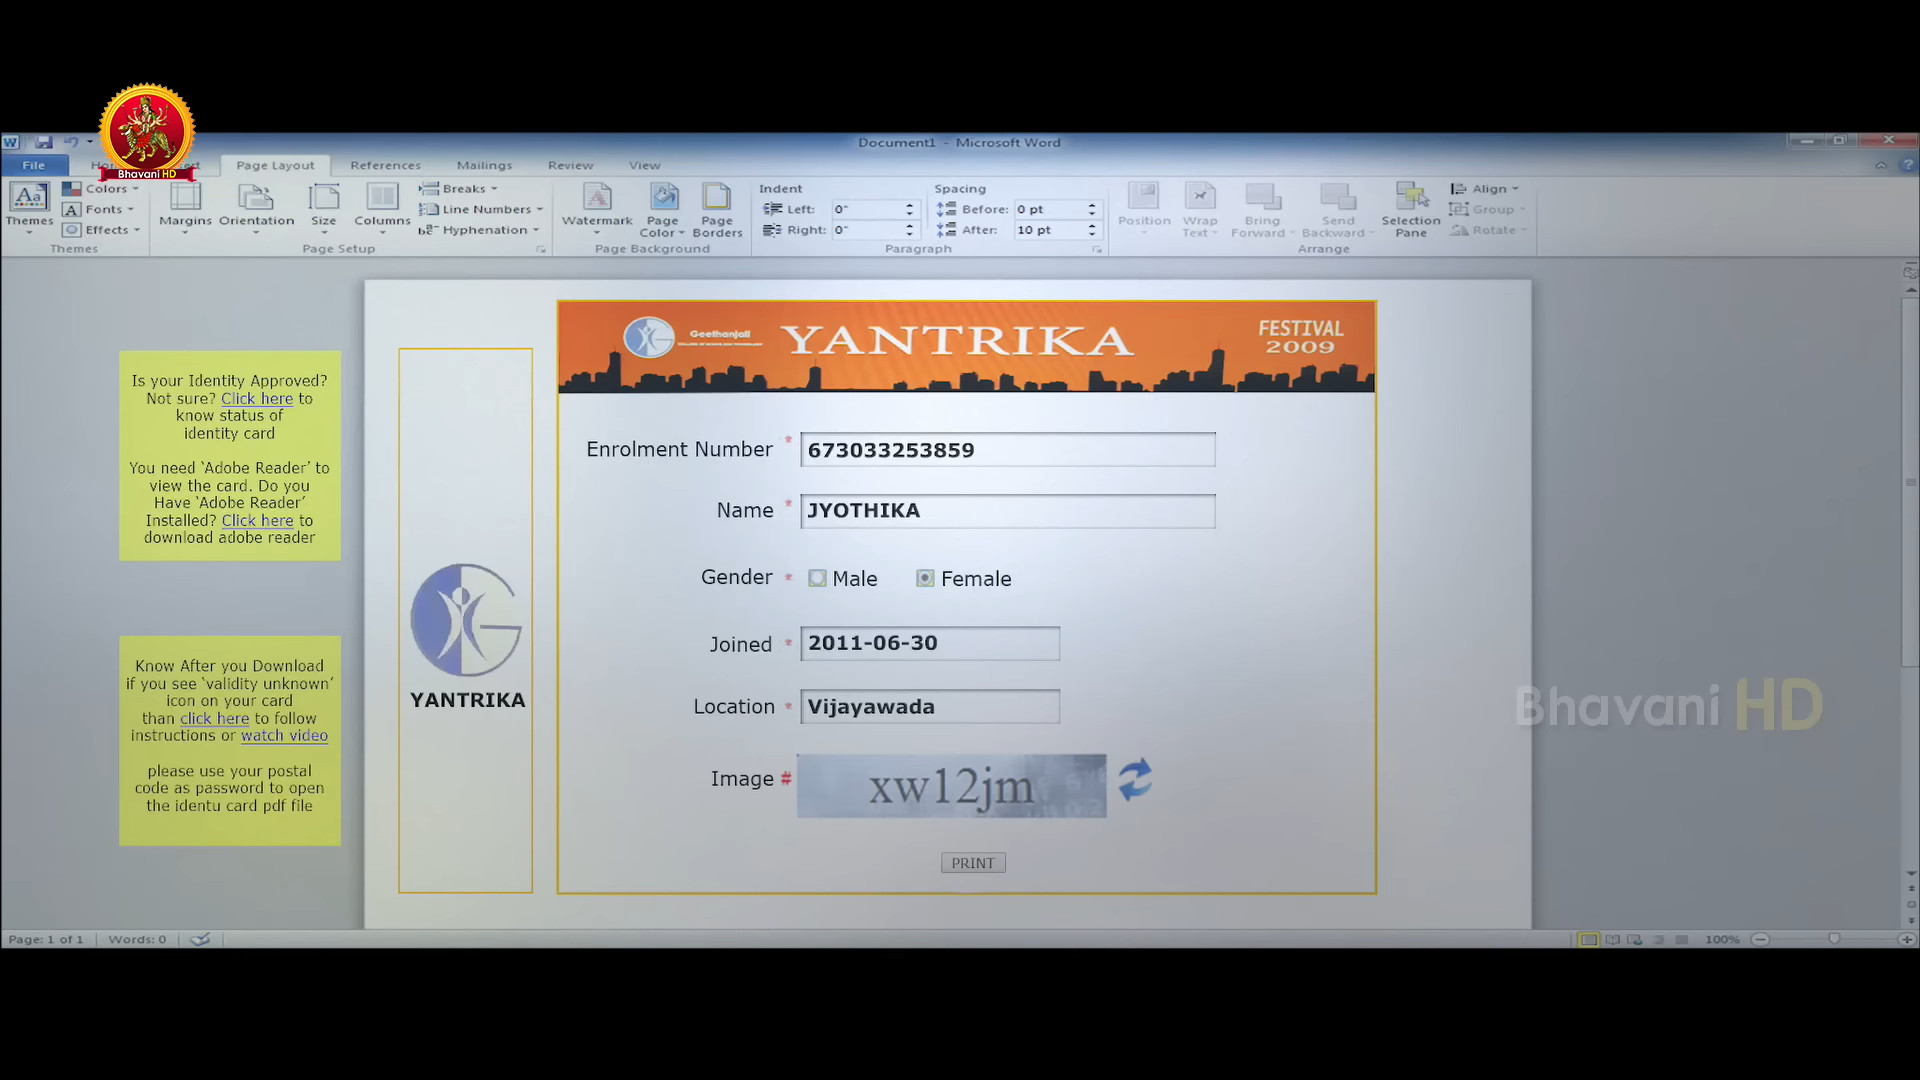 Bhavani HD
Document1 - Microsoft Word
File
Page Layout
References
Mailings
Review
View
Themes
Colors
Fonts
Effects
Themes
Margins
Orientation
Size
Columns
Breaks
Line Numbers
Hyphenation
Page Setup
Watermark
Page Color
Page Borders
Page Background
Indent
Left: 0"
Right: 0"
Spacing
Before: 0 pt
After: 10 pt
Paragraph
Position
Wrap Text
Bring Forward
Send Backward
Selection Pane
Align
Group
Rotate
Arrange
Is your Identity Approved?
Not sure? Click here to
know status of
identity card
You need 'Adobe Reader' to
view the card. Do you
Have 'Adobe Reader'
Installed? Click here to
download adobe reader
Know After you Download
if you see 'validity unknown'
icon on your card
than click here to follow
instructions or watch video
please use your postal
code as password to open
the identu card pdf file
YANTRIKA
Geethanjali
YANTRIKA
FESTIVAL
2009
Enrolment Number * 673033253859
Name * JYOTHIKA
Gender * Male Female
Joined * 2011-06-30
Location * Vijayawada
Image # xw12jm
PRINT
Bhavani HD
Page: 1 of 1
Words: 0
100%